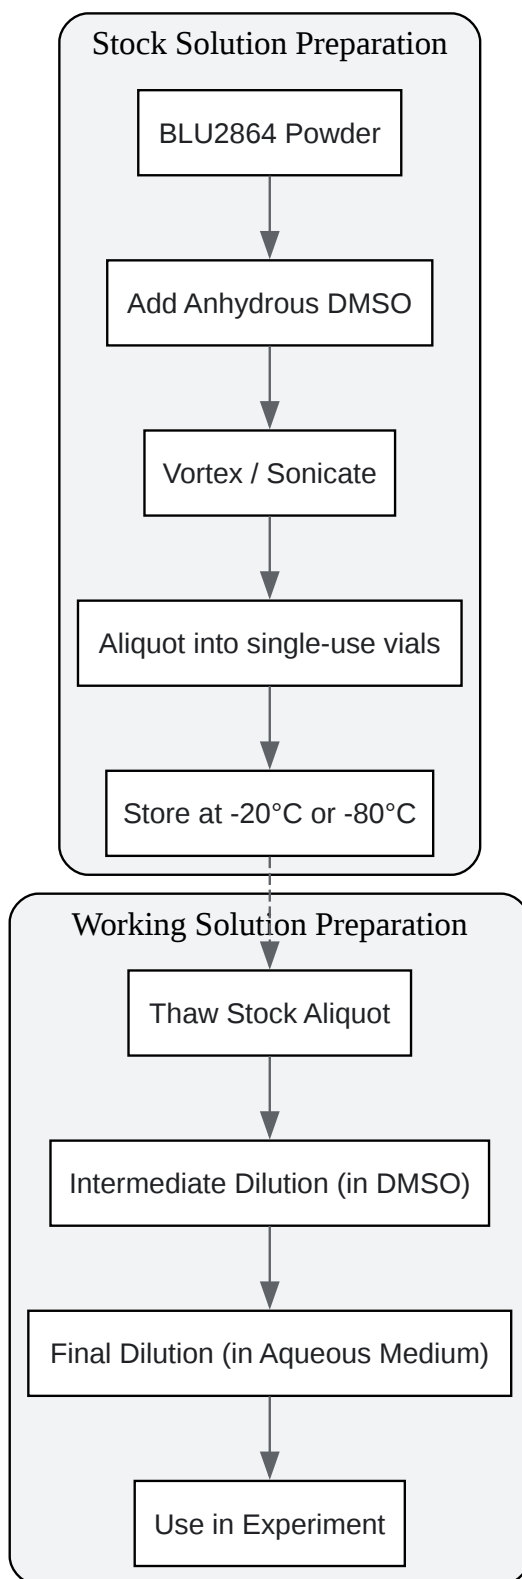 Stock Solution Preparation
BLU2864 Powder
Add Anhydrous DMSO
Vortex / Sonicate
Aliquot into single-use vials
Store at -20°C or -80°C
Working Solution Preparation
Thaw Stock Aliquot
Intermediate Dilution (in DMSO)
Final Dilution (in Aqueous Medium)
Use in Experiment